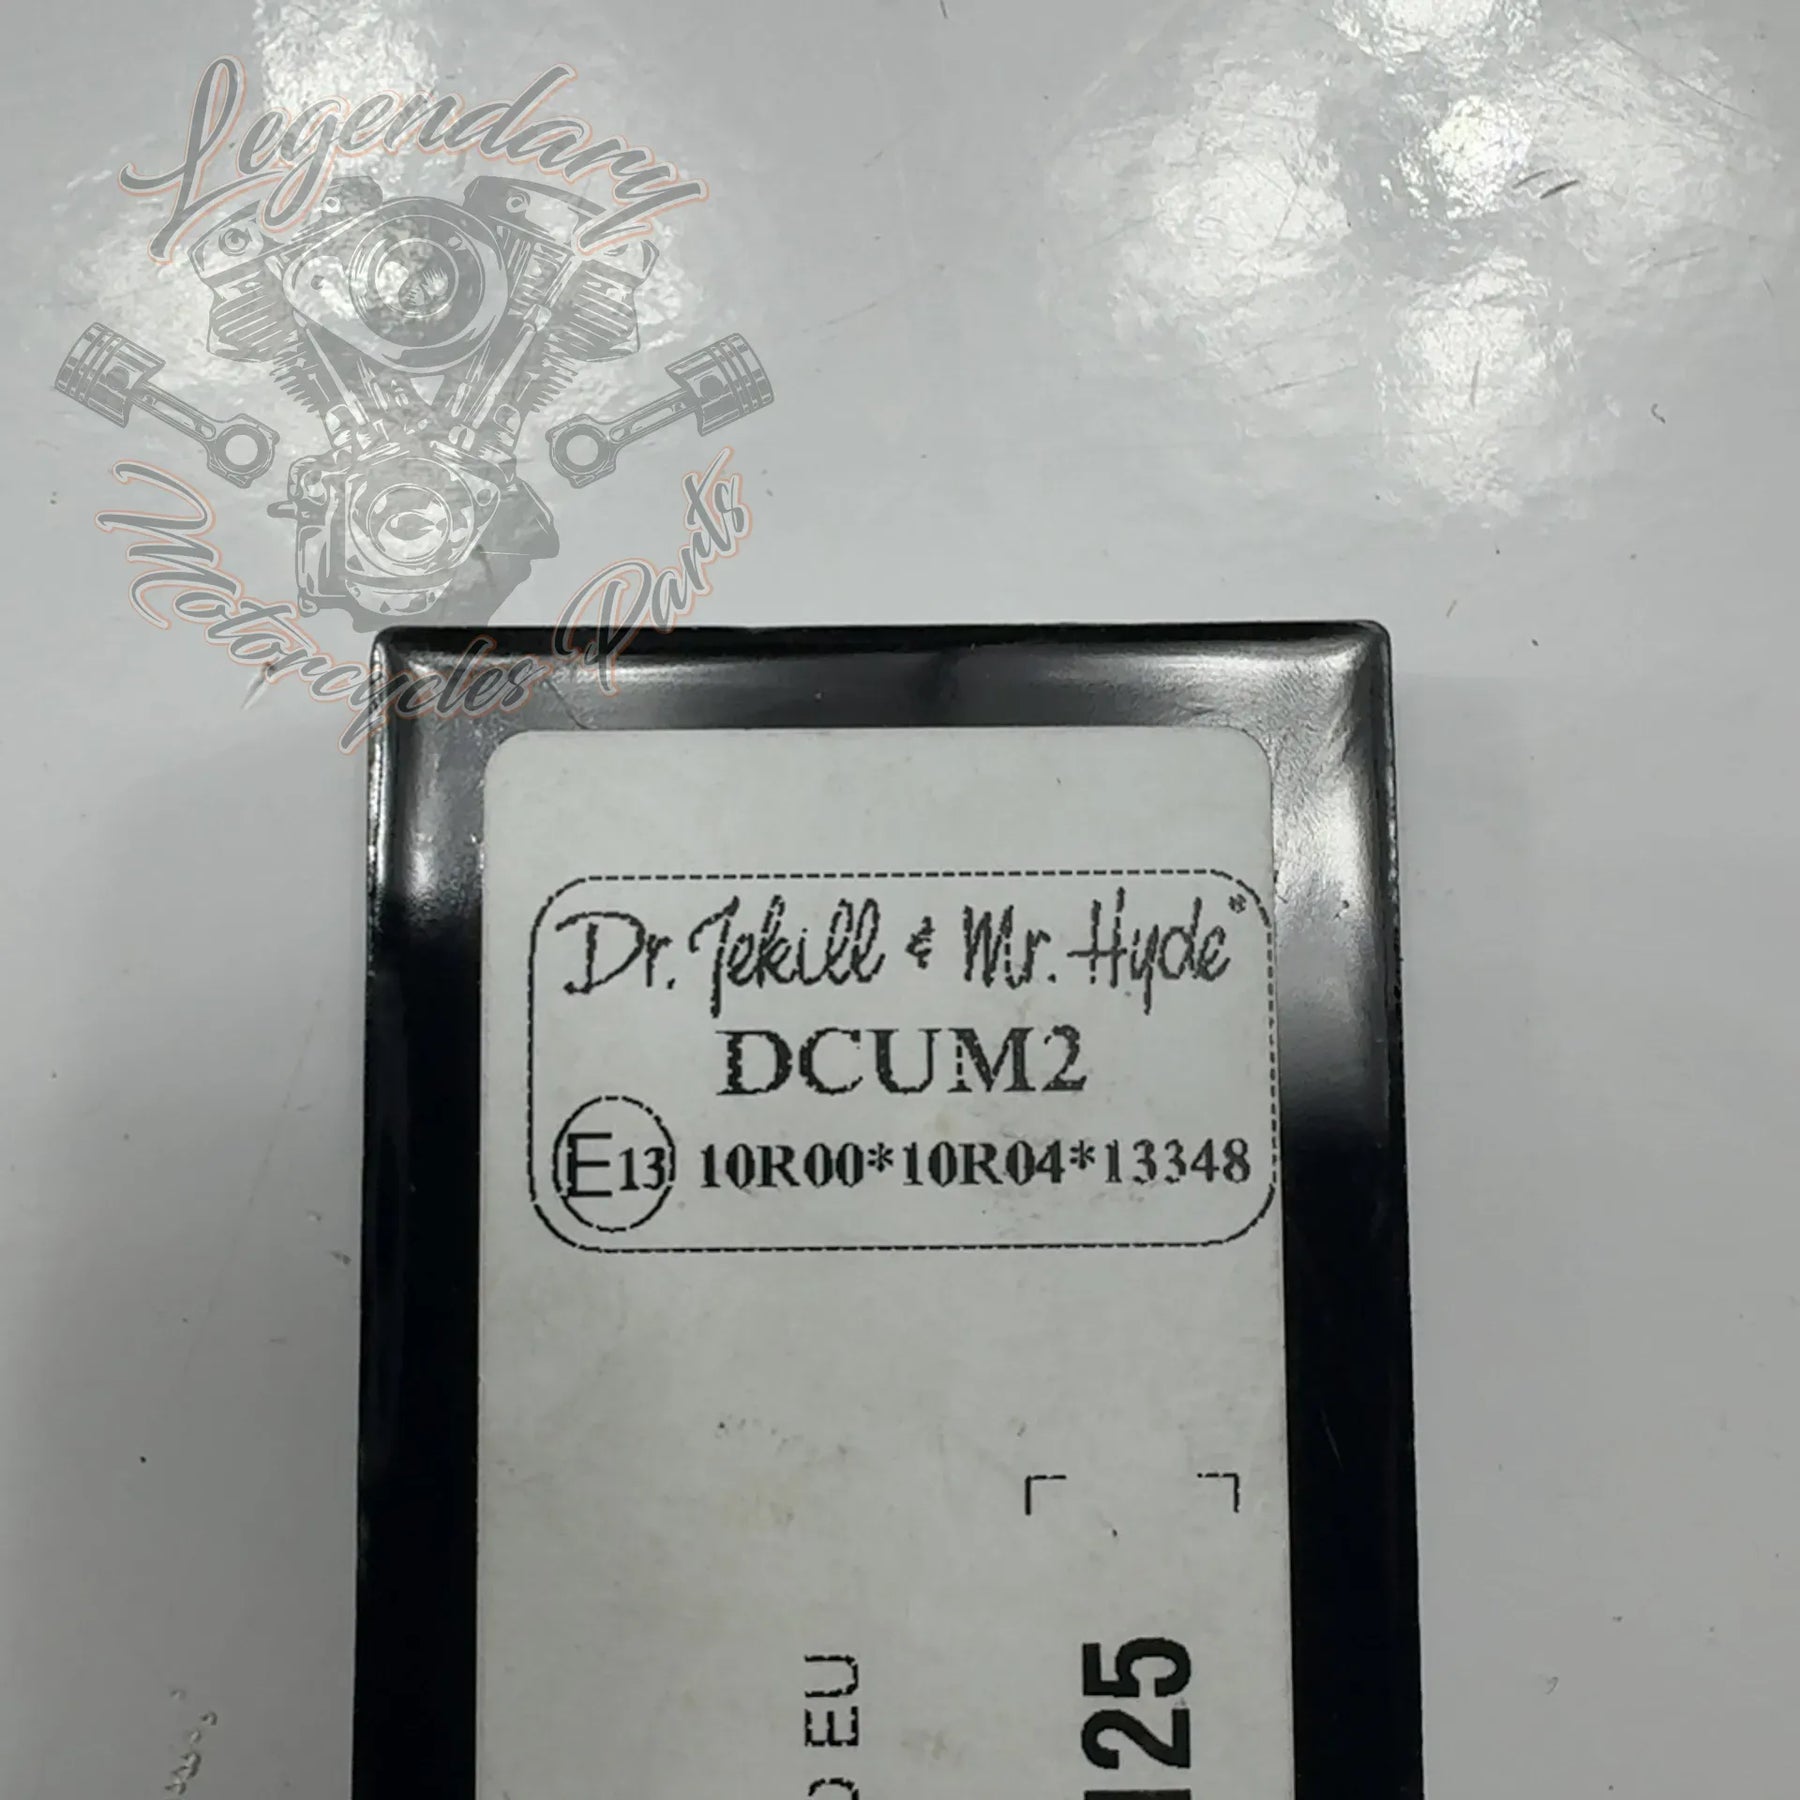 Legendary
Motorcycles Parts
Dr. Jekill & Mr. Hyde®
DCUM2
E13 10R00*10R04*13348
EU
125